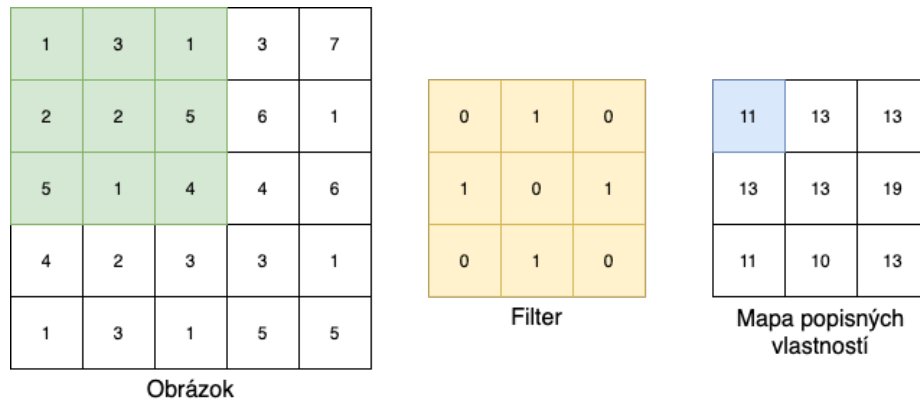 1 3 1 3 7
2 2 5 6 1
5 1 4 4 6
4 2 3 3 1
1 3 1 5 5
Obrázok
0 1 0
1 0 1
0 1 0
Filter
11 13 13
13 13 19
11 10 13
Mapa popisných
vlastností